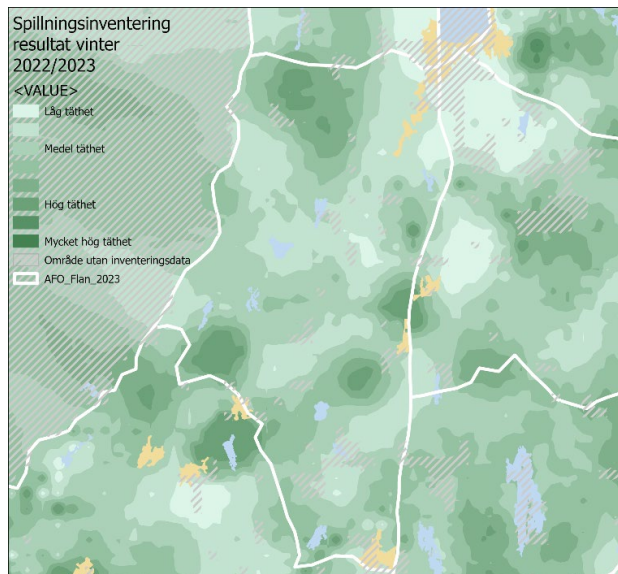 Spillningsinventering
resultat vinter
2022/2023
<VALUE>
Låg täthet
Medel täthet
Hög täthet
Mycket hög täthet
Område utan inventeringsdata
AFO_Flan_2023